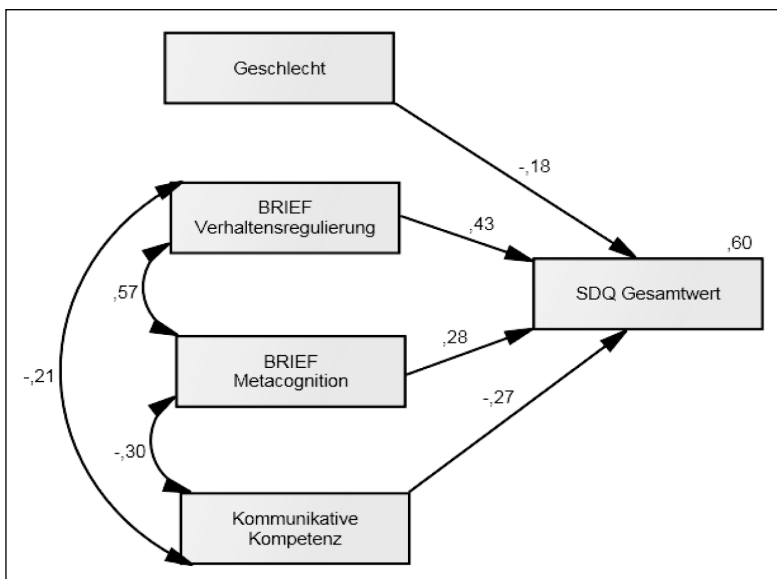 Geschlecht
-,18
BRIEF
Verhaltensregulierung
,43
,60
SDQ Gesamtwert
,57
BRIEF
Metacognition
,28
-,21
-,27
-,30
Kommunikative
Kompetenz